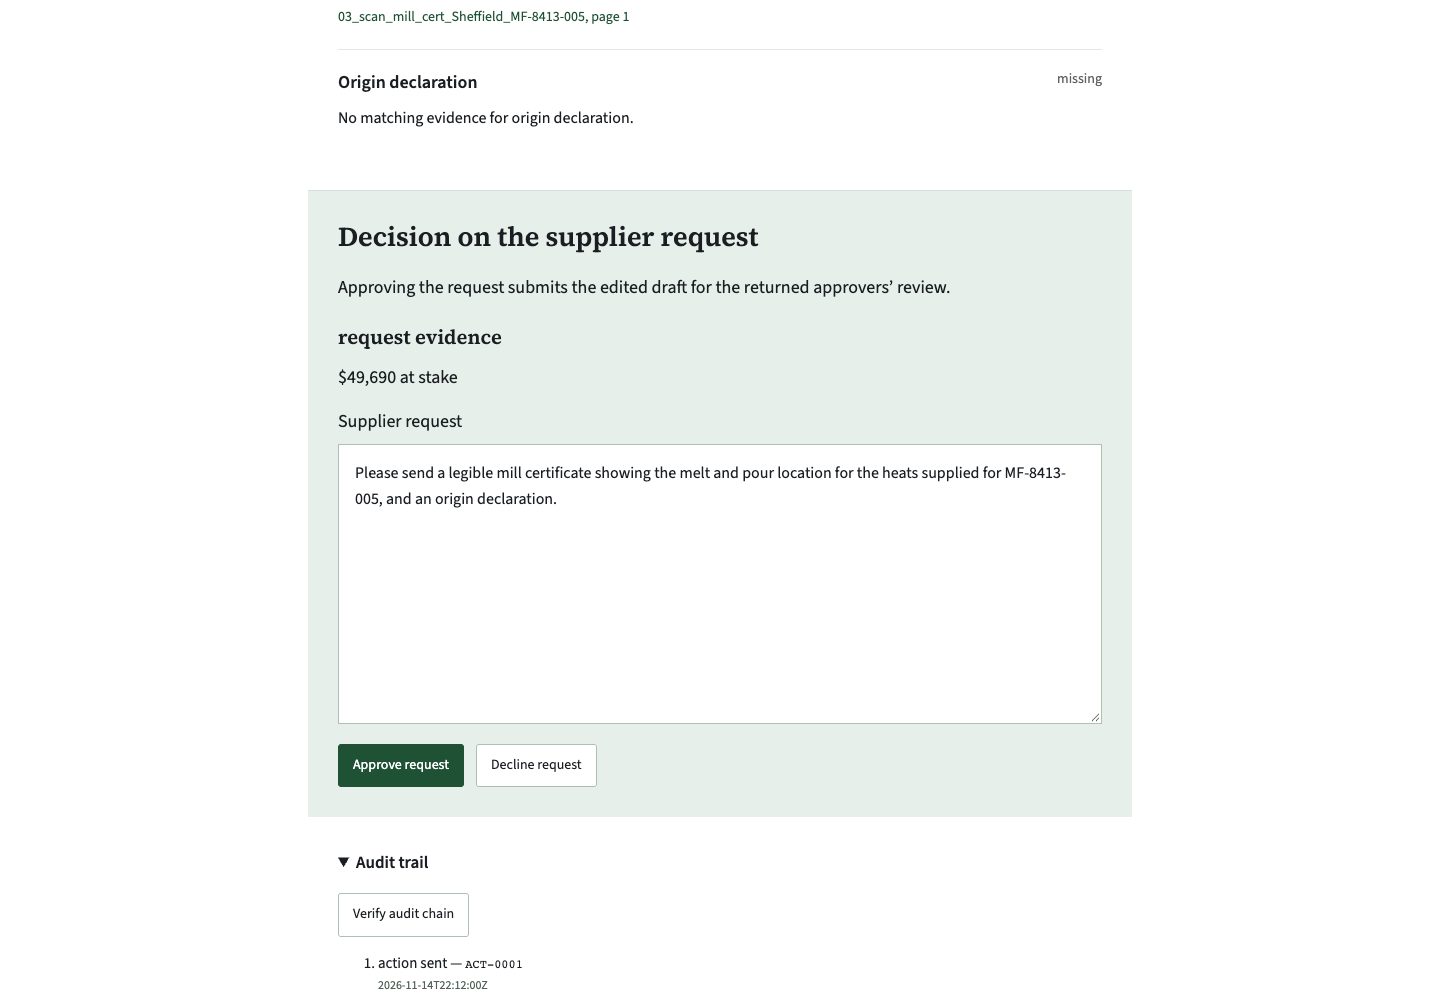 03_scan_mill_cert_Sheffield_MF-8413-005, page 1
Origin declaration
missing
No matching evidence for origin declaration.
Decision on the supplier request
Approving the request submits the edited draft for the returned approvers’ review.
request evidence
$49,690 at stake
Supplier request
Please send a legible mill certificate showing the melt and pour location for the heats supplied for MF-8413-
005, and an origin declaration.
Approve request
Decline request
▼ Audit trail
Verify audit chain
1. action sent — ACT-0001
2026-11-14T22:12:00Z